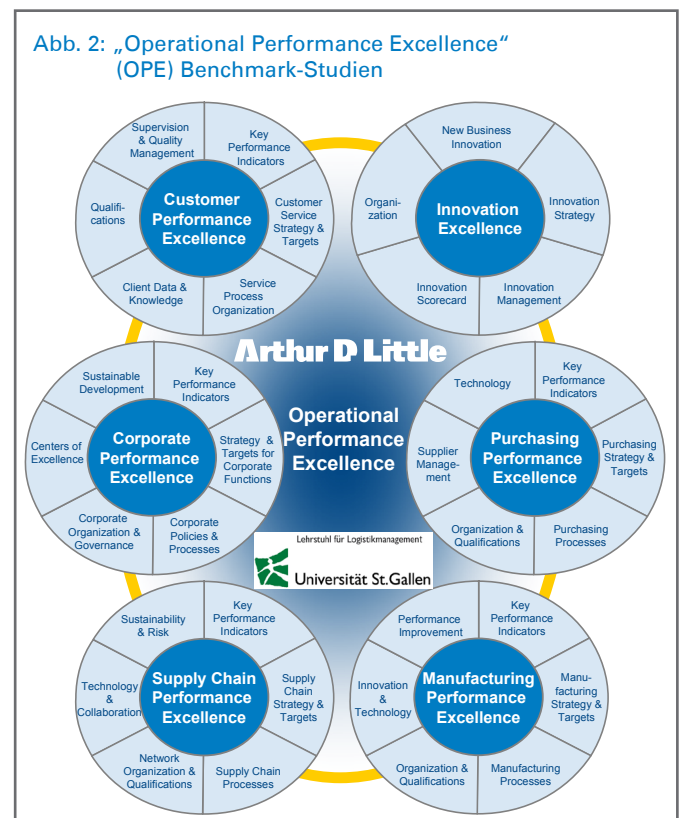 Abb. 2: „Operational Performance Excellence“
(OPE) Benchmark-Studien
Customer
Performance
Excellence
Supervision
& Quality
Management
Key
Performance
Indicators
Customer
Service
Strategy &
Targets
Service
Process
Organization
Client Data &
Knowledge
Qualifi-
cations
Innovation
Excellence
New Business
Innovation
Innovation
Strategy
Innovation
Management
Innovation
Scorecard
Organi-
zation
Arthur D Little
Operational
Performance
Excellence
Corporate
Performance
Excellence
Sustainable
Development
Key
Performance
Indicators
Strategy &
Targets for
Corporate
Functions
Corporate
Policies &
Processes
Corporate
Organization &
Governance
Centers of
Excellence
Purchasing
Performance
Excellence
Technology
Key
Performance
Indicators
Purchasing
Strategy &
Targets
Purchasing
Processes
Organization &
Qualifications
Supplier
Manage-
ment
Lehrstuhl für Logistikmanagement
Universität St.Gallen
Supply Chain
Performance
Excellence
Sustainability
& Risk
Key
Performance
Indicators
Supply
Chain
Strategy &
Targets
Supply Chain
Processes
Network
Organization &
Qualifications
Technology
& Collaboration
Manufacturing
Performance
Excellence
Performance
Improvement
Key
Performance
Indicators
Manu-
facturing
Strategy &
Targets
Manufacturing
Processes
Organization &
Qualifications
Innovation
&
Technology